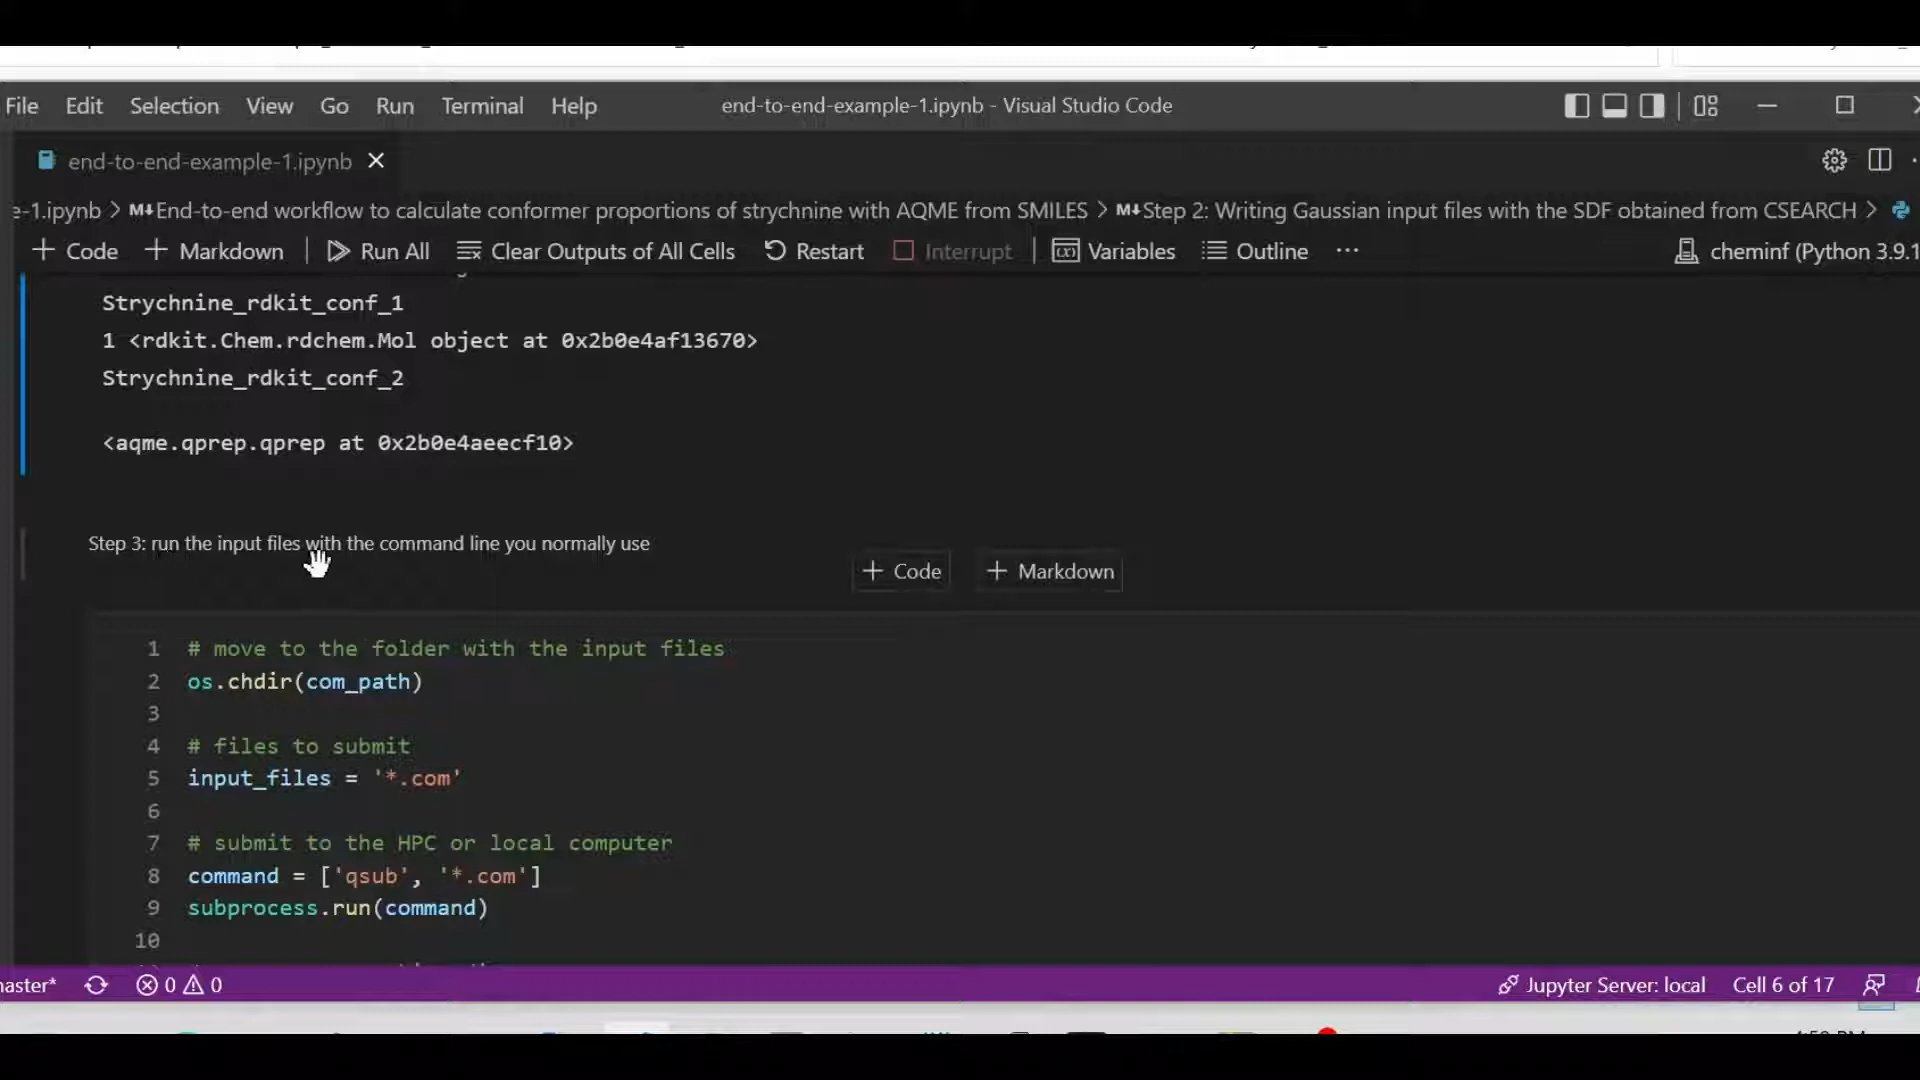 File Edit Selection View Go Run Terminal Help end-to-end-example-1.ipynb - Visual Studio Code
end-to-end-example-1.ipynb
e-1.ipynb > M↓End-to-end workflow to calculate conformer proportions of strychnine with AQME from SMILES > M↓Step 2: Writing Gaussian input files with the SDF obtained from CSEARCH >
+ Code + Markdown | Run All Clear Outputs of All Cells Restart Interrupt | Variables Outline ··· cheminf (Python 3.9.1
Strychnine_rdkit_conf_1
1 <rdkit.Chem.rdchem.Mol object at 0x2b0e4af13670>
Strychnine_rdkit_conf_2
<aqme.qprep.qprep at 0x2b0e4aeecf10>
Step 3: run the input files with the command line you normally use
+ Code + Markdown
1 # move to the folder with the input files
2 os.chdir(com_path)
3
4 # files to submit
5 input_files = '*.com'
6
7 # submit to the HPC or local computer
8 command = ['qsub', '*.com']
9 subprocess.run(command)
10
master* 0 0 Jupyter Server: local Cell 6 of 17